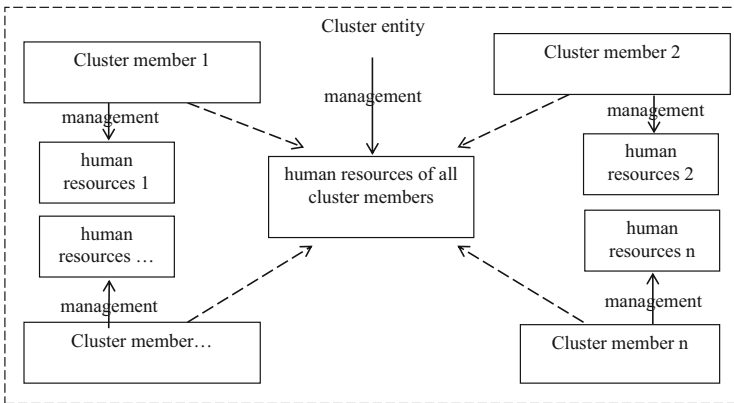 Cluster entity
Cluster member 1
Cluster member 2
management
management
management
human
resources 1
human resources of all
cluster members
human
resources 2
human
resources …
human
resources n
management
management
Cluster member…
Cluster member n